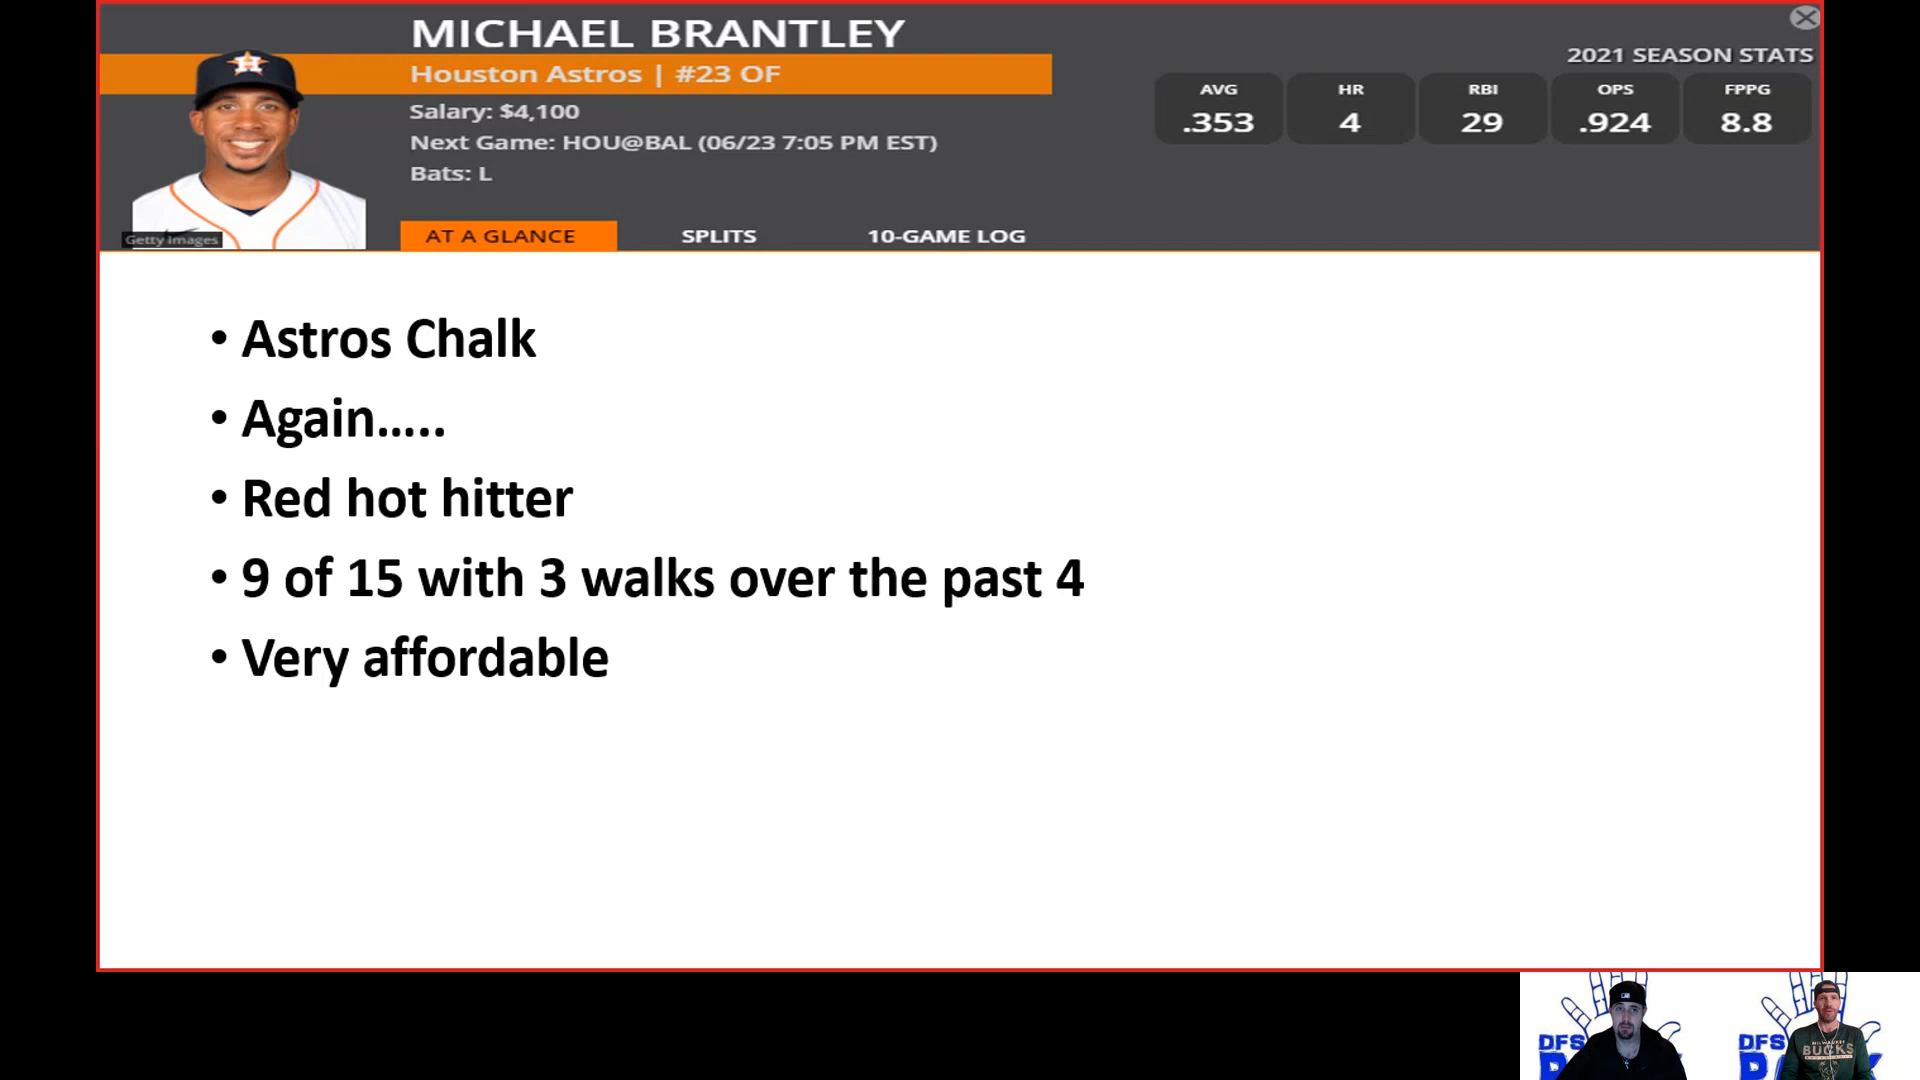 MICHAEL BRANTLEY
Houston Astros | #23 OF
Salary: $4,100
Next Game: HOU@BAL (06/23 7:05 PM EST)
Bats: L
2021 SEASON STATS
AVG HR RBI OPS FPPG
.353 4 29 .924 8.8
Getty Images
AT A GLANCE SPLITS 10-GAME LOG
• Astros Chalk
• Again.....
• Red hot hitter
• 9 of 15 with 3 walks over the past 4
• Very affordable
DFS
DFS
MILWAUKEE
BUCKS